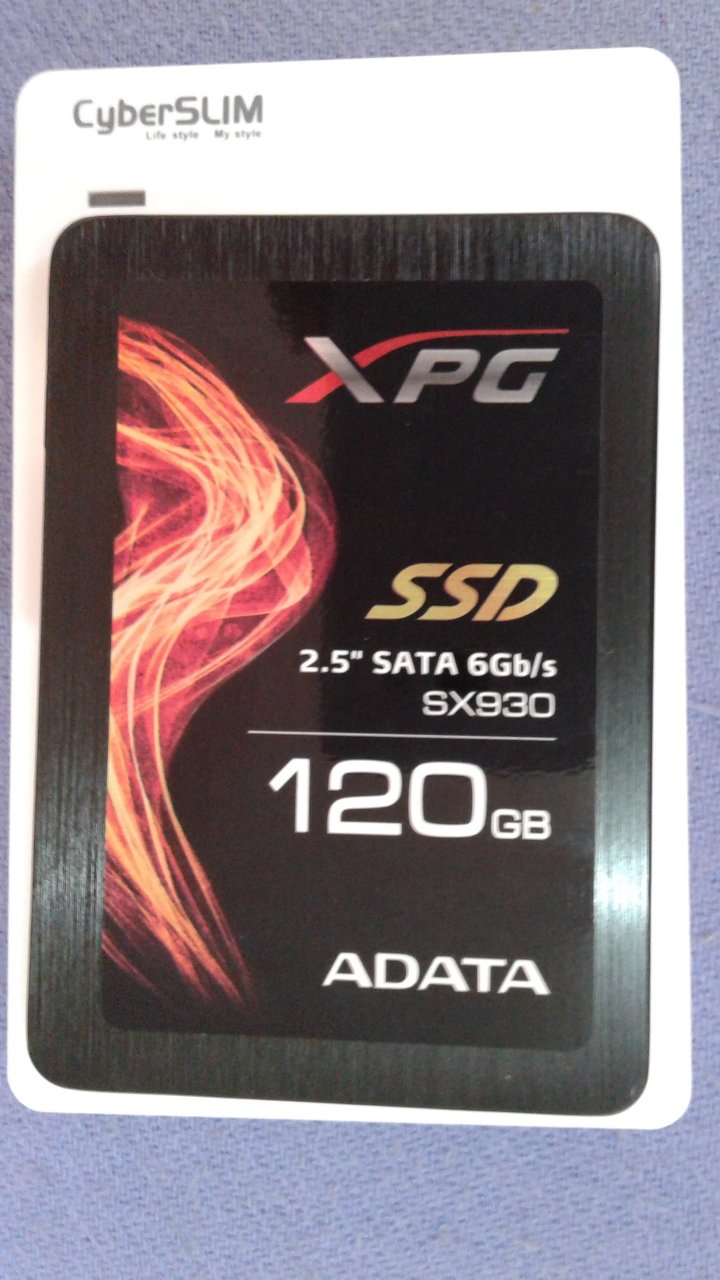 CyberSLIM
Life style My style
XPG
SSD
2.5" SATA 6Gb/s
SX930
120GB
ADATA